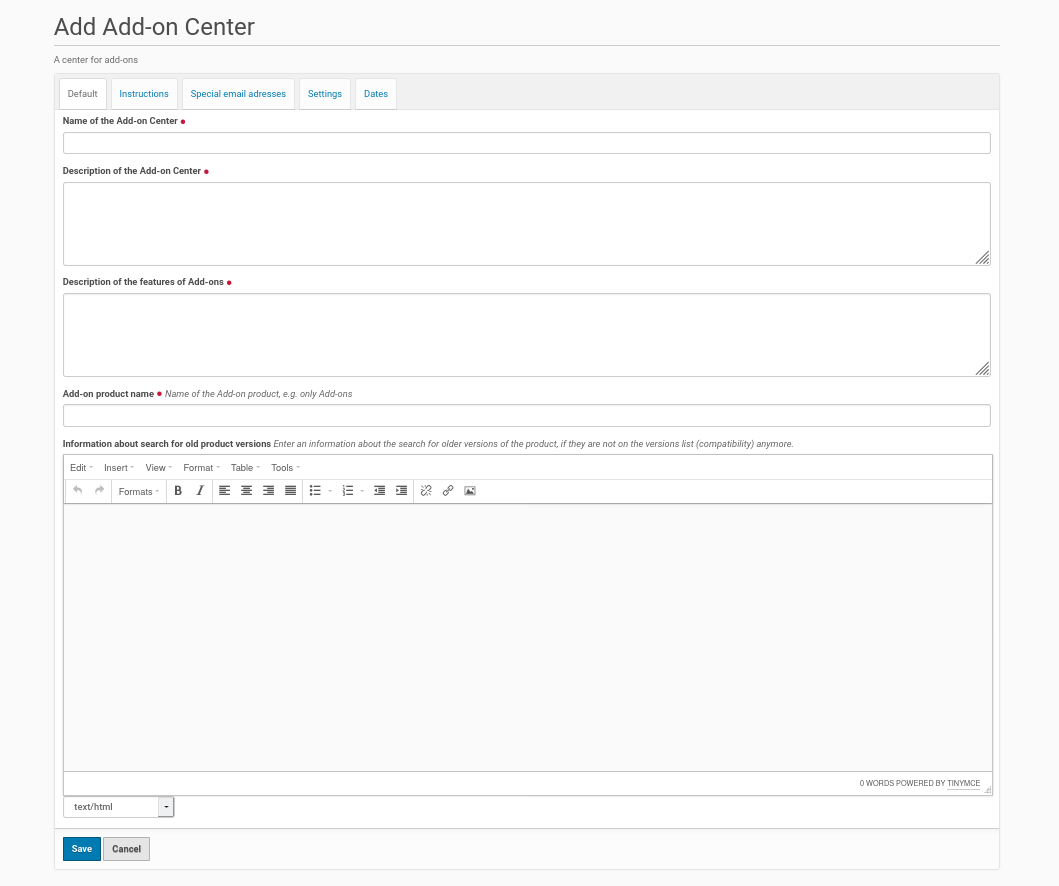 Add Add-on Center
A center for add-ons
Default Instructions Special email adresses Settings Dates
Name of the Add-on Center
Description of the Add-on Center
Description of the features of Add-ons
Add-on product name Name of the Add-on product, e.g. only Add-ons
Information about search for old product versions Enter an information about the search for older versions of the product, if they are not on the versions list (compatibility) anymore.
Edit Insert View Format Table Tools
Formats B I
0 WORDS POWERED BY TINYMCE
text/html
Save Cancel